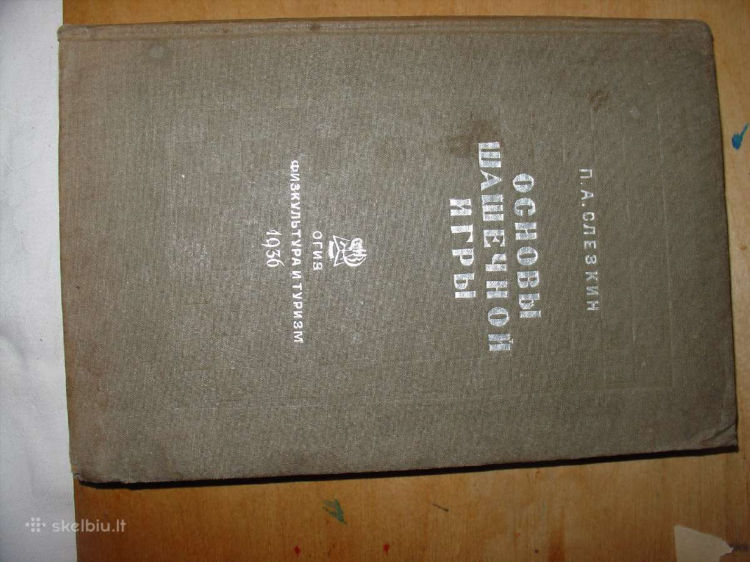 П. А. СЛЕЗКИН
ОСНОВЫ
ШАШЕЧНОЙ
ИГРЫ
ОГИЗ
ФИЗКУЛЬТУРА И ТУРИЗМ
1936
skelbiu.lt